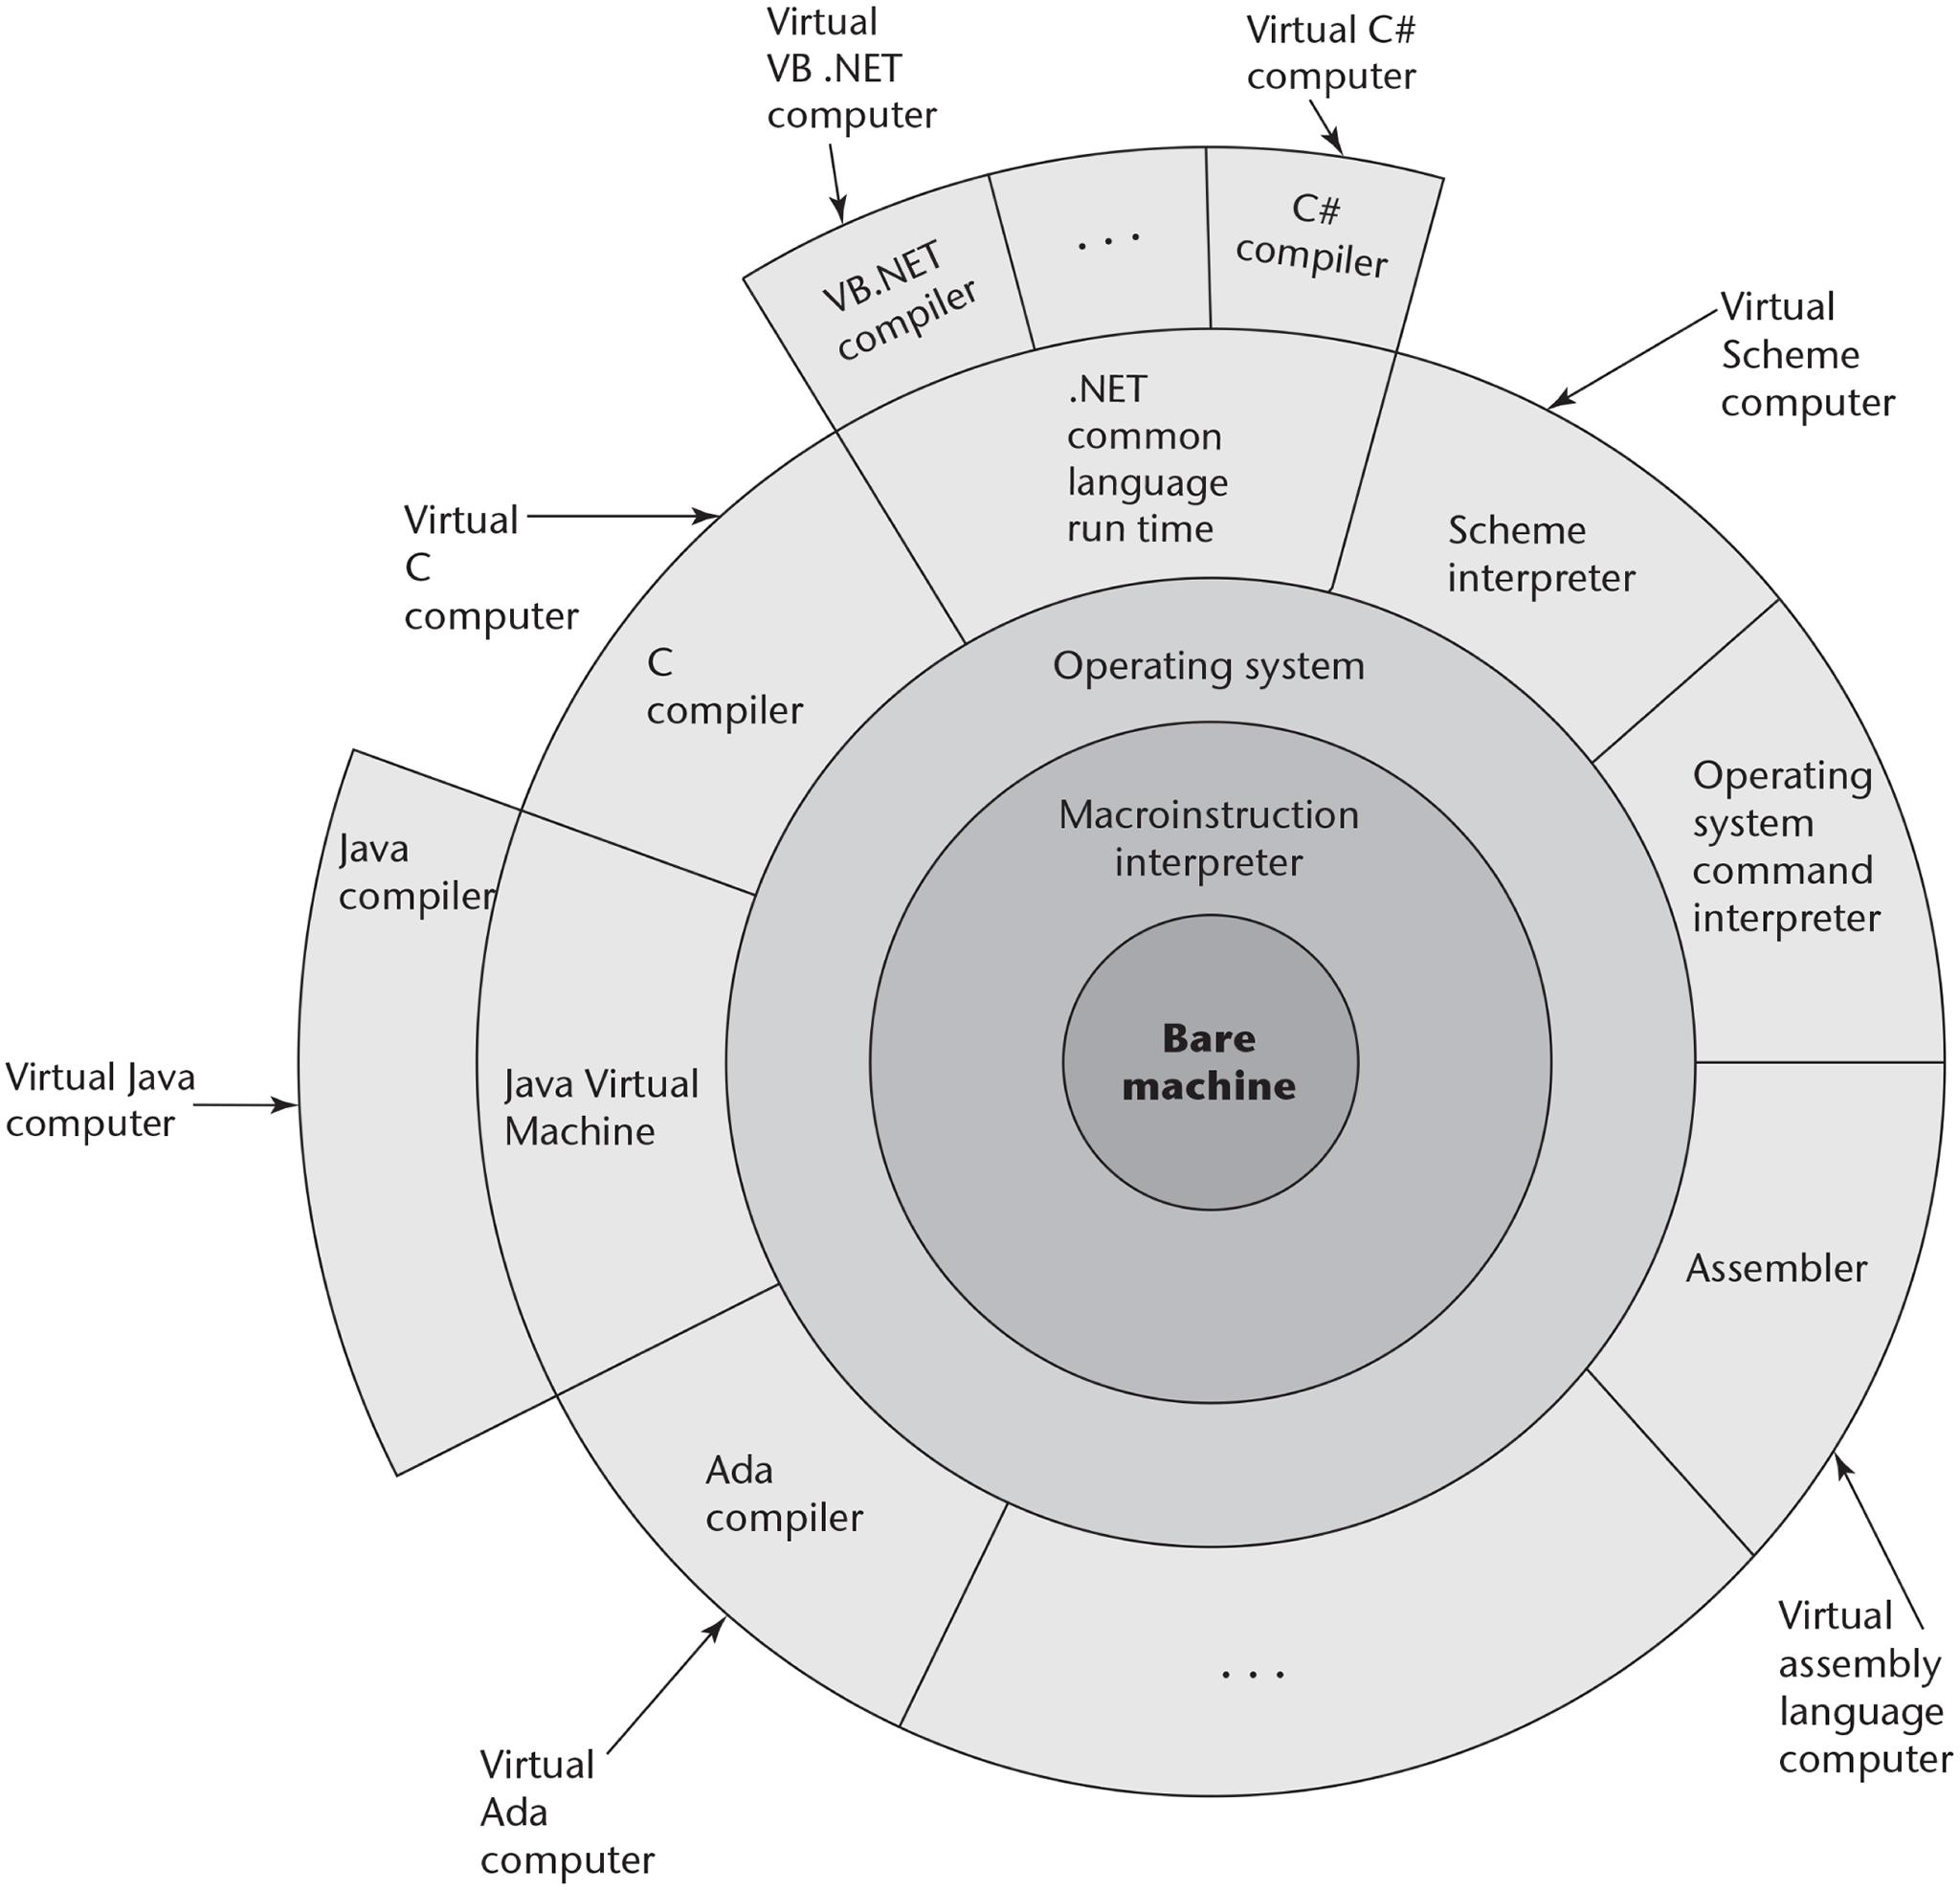 Virtual
VB .NET
computer
Virtual C#
computer
VB.NET
compiler
. . .
C#
compiler
Virtual
Scheme
computer
.NET
common
language
run time
Virtual
C
computer
Scheme
interpreter
C
compiler
Operating system
Operating
system
command
interpreter
Macroinstruction
interpreter
Java
compiler
Bare
machine
Virtual Java
computer
Java Virtual
Machine
Assembler
Ada
compiler
. . .
Virtual
assembly
language
computer
Virtual
Ada
computer